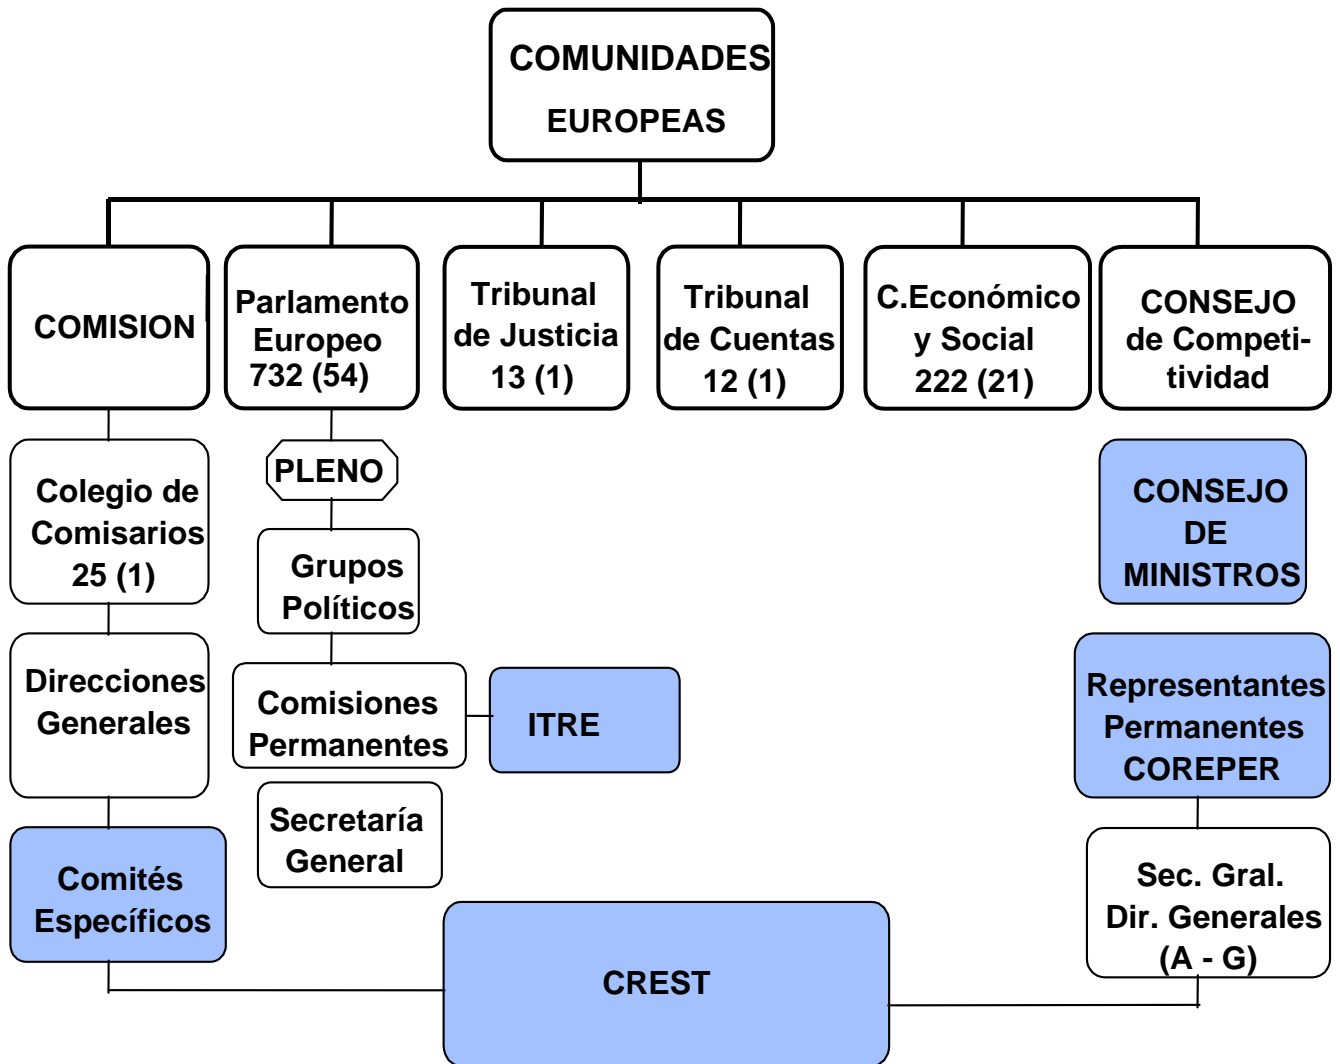 COMUNIDADES
EUROPEAS
COMISION
Parlamento
Europeo
732 (54)
Tribunal
de Justicia
13 (1)
Tribunal
de Cuentas
12 (1)
C.Económico
y Social
222 (21)
CONSEJO
de Competi-
tividad
Colegio de
Comisarios
25 (1)
PLENO
CONSEJO
DE
MINISTROS
Grupos
Políticos
Direcciones
Generales
Comisiones
Permanentes
ITRE
Representantes
Permanentes
COREPER
Secretaría
General
Comités
Específicos
Sec. Gral.
Dir. Generales
(A - G)
CREST